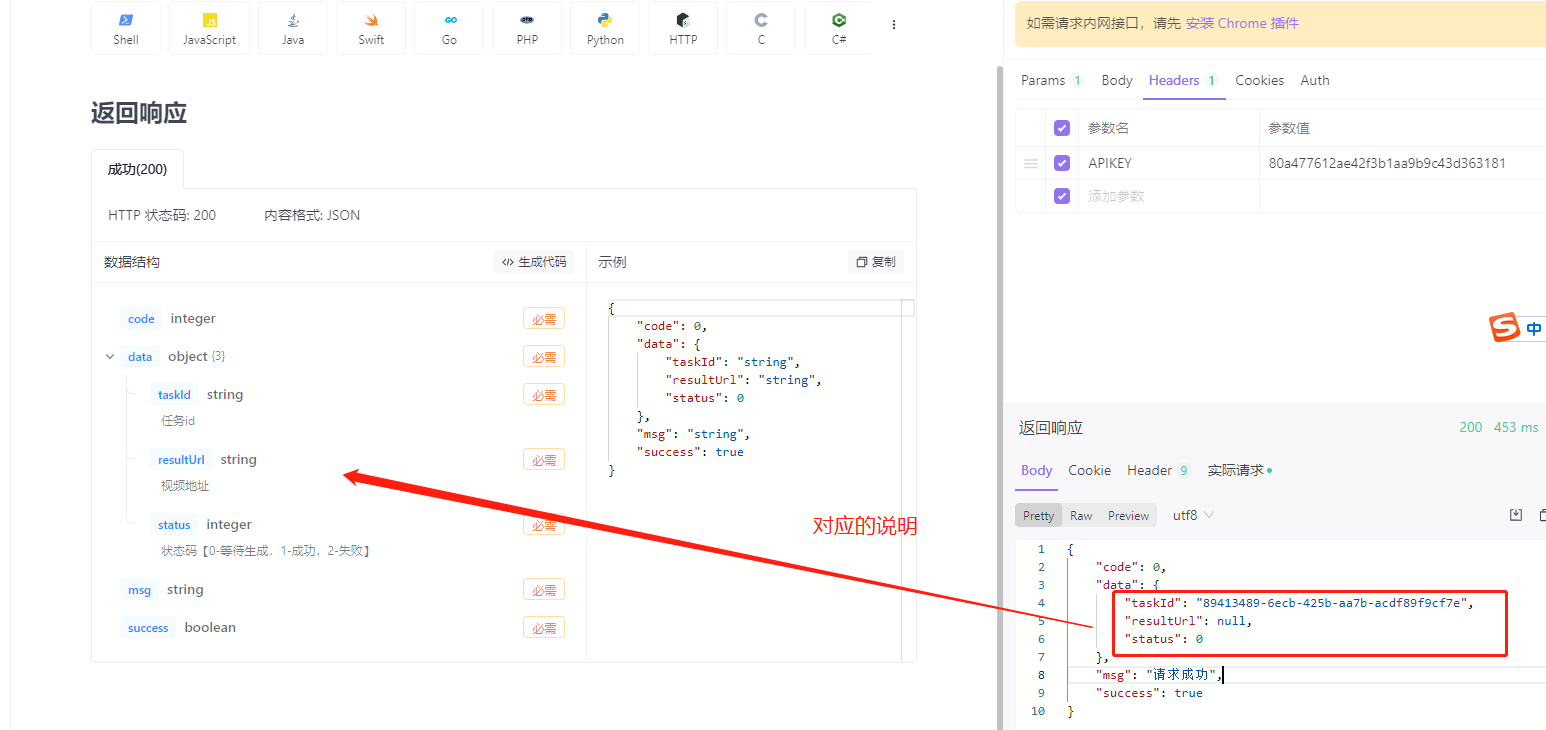 Shell
JavaScript
Java
Swift
Go
PHP
Python
HTTP
C
C#
返回响应
成功(200)
HTTP 状态码: 200
内容格式: JSON
数据结构
生成代码
示例
复制
code integer 必需
data object {3} 必需
taskId string 必需
任务id
resultUrl string 必需
视频地址
status integer 必需
状态码【0-等待生成，1-成功，2-失败】
msg string 必需
success boolean 必需
{
"code": 0,
"data": {
"taskId": "string",
"resultUrl": "string",
"status": 0
},
"msg": "string",
"success": true
}
对应的说明
如需请求内网接口，请先 安装 Chrome 插件
Params 1 Body Headers 1 Cookies Auth
参数名 参数值
APIKEY 80a477612ae42f3b1aa9b9c43d363181
添加参数
S 中
返回响应 200 453 ms
Body Cookie Header 9 实际请求
Pretty Raw Preview utf8
1 {
2 "code": 0,
3 "data": {
4 "taskId": "89413489-6ecb-425b-aa7b-acdf89f9cf7e",
5 "resultUrl": null,
6 "status": 0
7 },
8 "msg": "请求成功",
9 "success": true
10 }